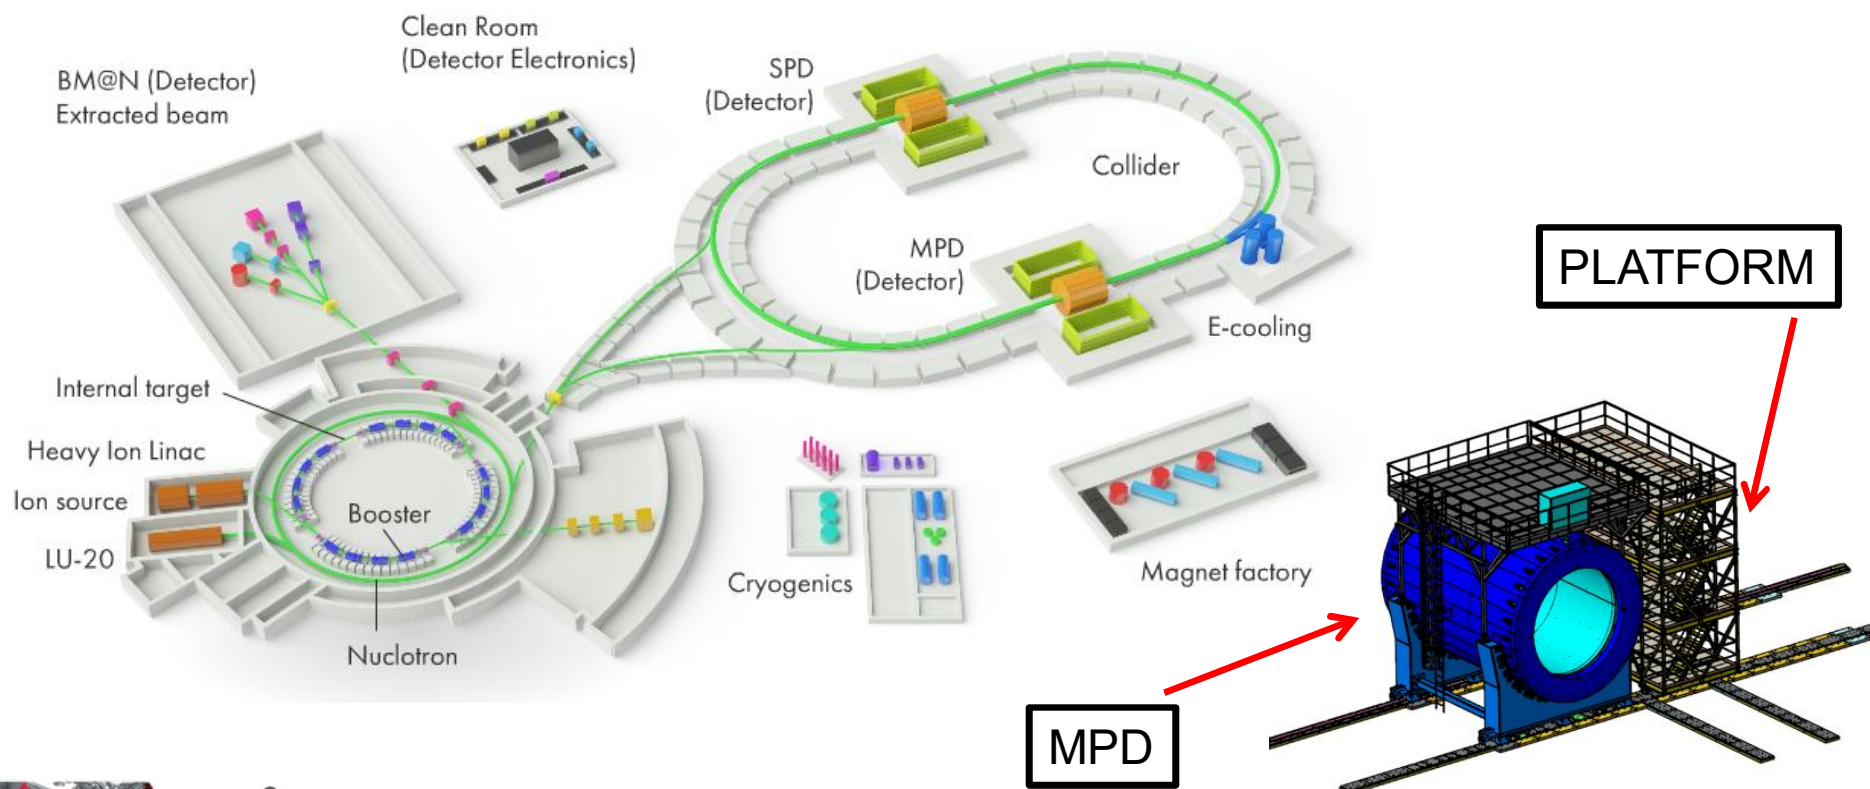 Clean Room
(Detector Electronics)
BM@N (Detector)
Extracted beam
SPD
(Detector)
Collider
MPD
(Detector)
E-cooling
PLATFORM
Internal target
Heavy Ion Linac
Ion source
LU-20
Booster
Nuclotron
Cryogenics
Magnet factory
MPD